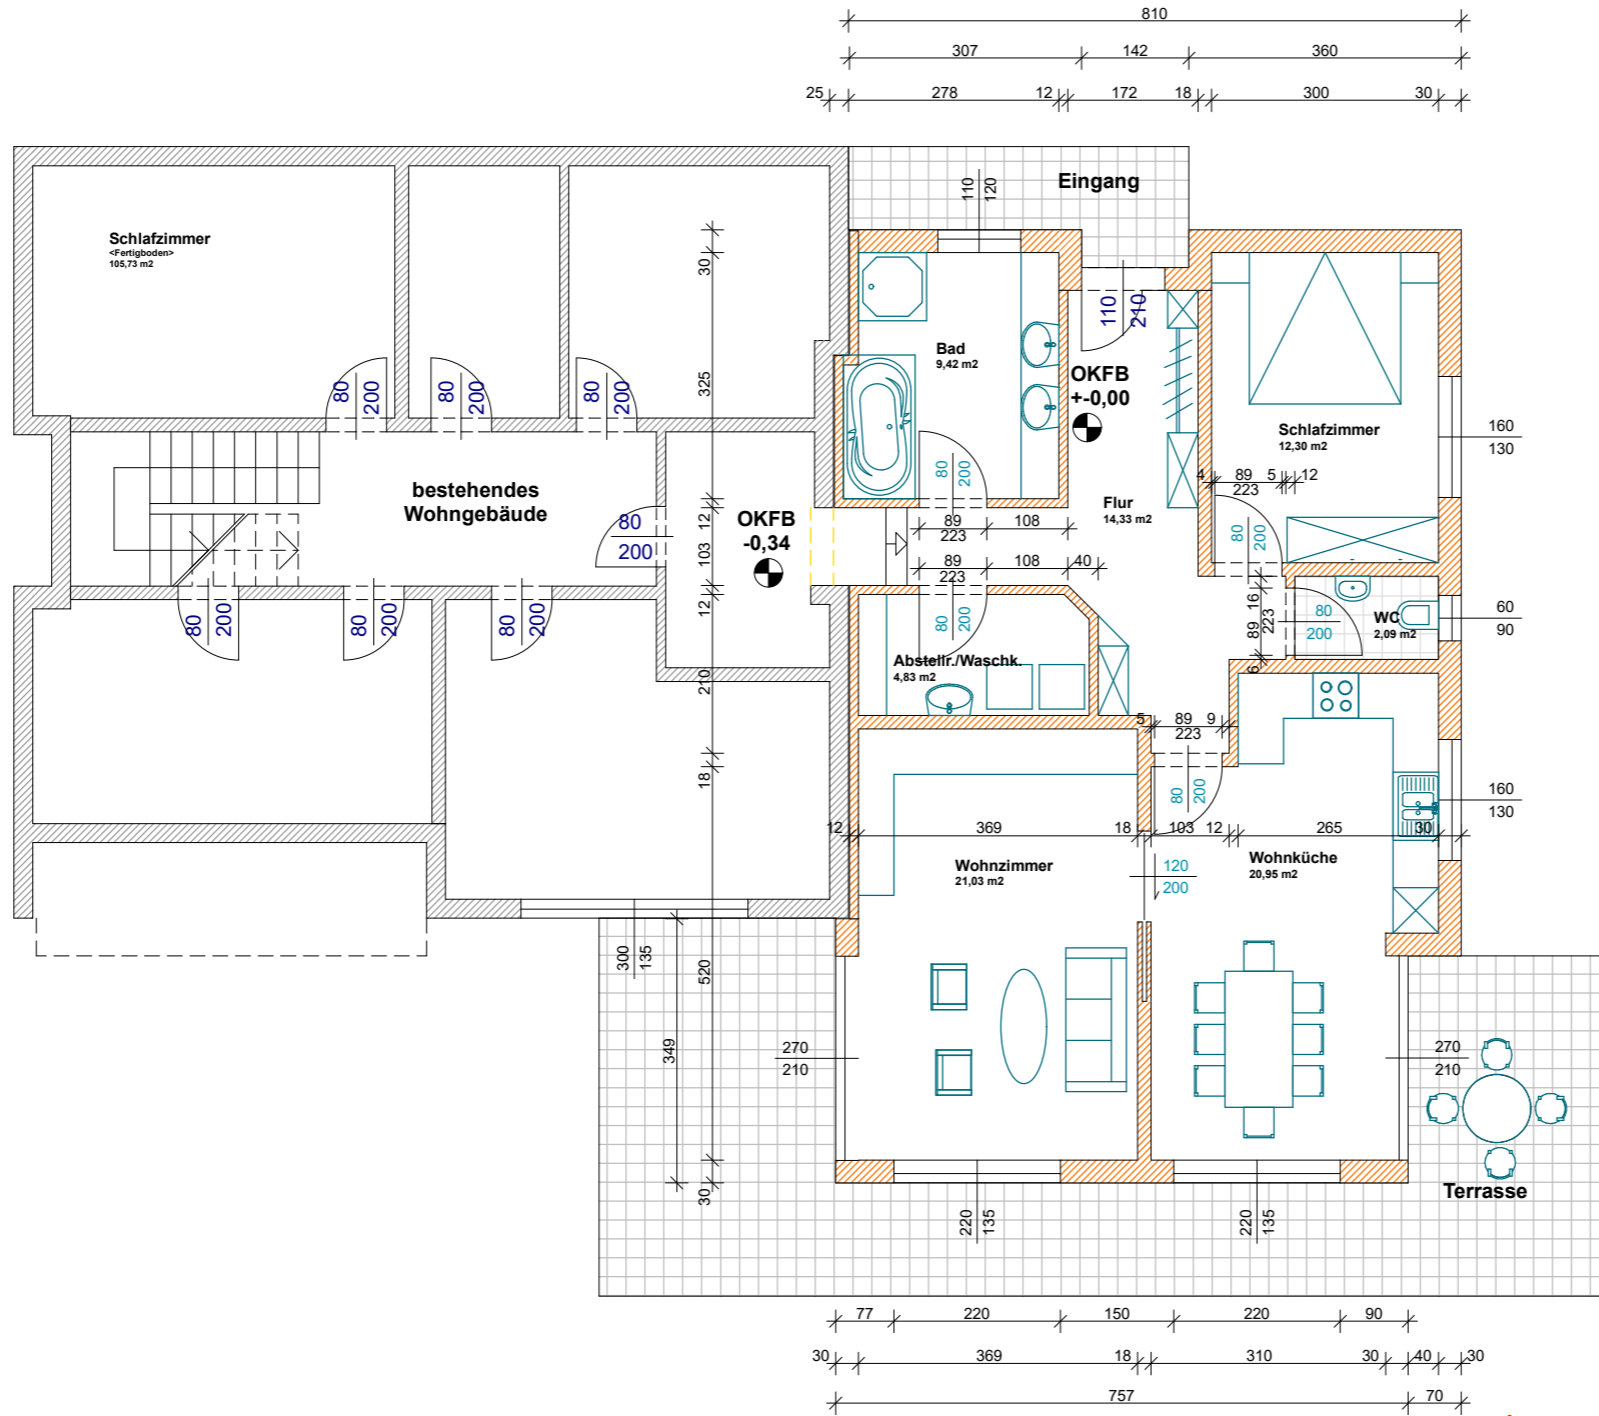 810
307 142 360
25 278 12 172 18 300 30
Eingang
110
120
Schlafzimmer
<Fertigboden>
105,73 m2
30
110
210
Bad
9,42 m2
OKFB
+-0,00
325
80
200
80
200
80
200
Schlafzimmer
12,30 m2
160
130
80
200
4 89 5 12
223
bestehendes
Wohngebäude
80
200
OKFB
-0,34
12
103
12
89 108
223
Flur
14,33 m2
80
200
89 108 40
223
80
200
80
200
80
200
80
200
16
89
223
6
80
200
WC
2,09 m2
60
90
Abstellr./Waschk.
4,83 m2
210
5 89 9
223
18
80
200
160
130
12 369 18 103 12 265 30
Wohnzimmer
21,03 m2
120
200
Wohnküche
20,95 m2
300
135
520
349
270
210
270
210
30
Terrasse
220
135
220
135
77 220 150 220 90
30 369 18 310 30 40 30
757 70